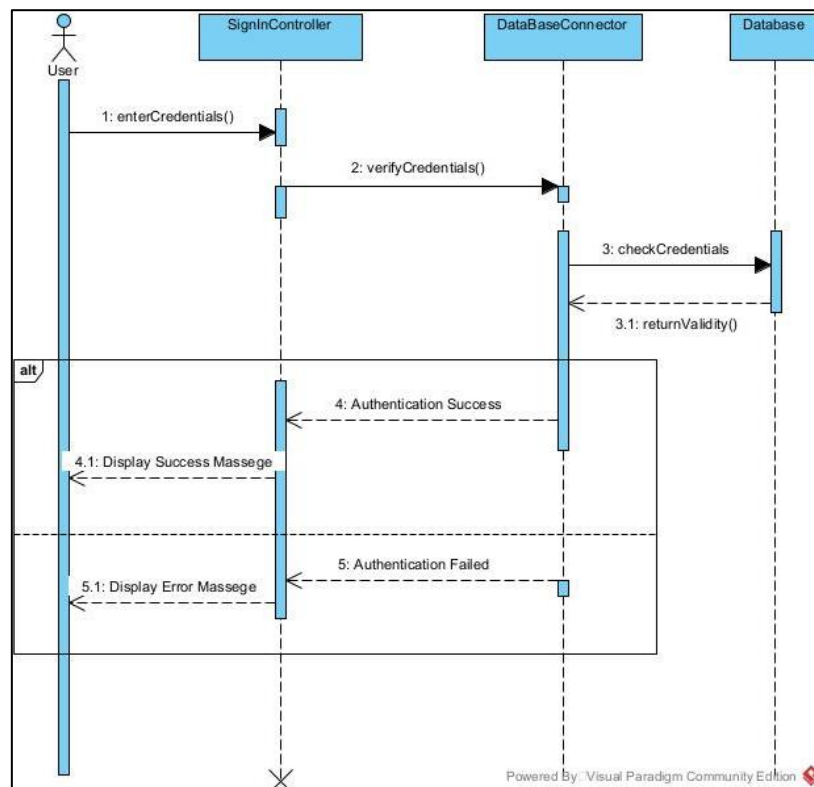 SignInController
DataBaseConnector
Database
User
1: enterCredentials()
2: verifyCredentials()
3: checkCredentials
3.1: returnValidity()
alt
4: Authentication Success
4.1: Display Success Massege
5: Authentication Failed
5.1: Display Error Massege
Powered By Visual Paradigm Community Edition